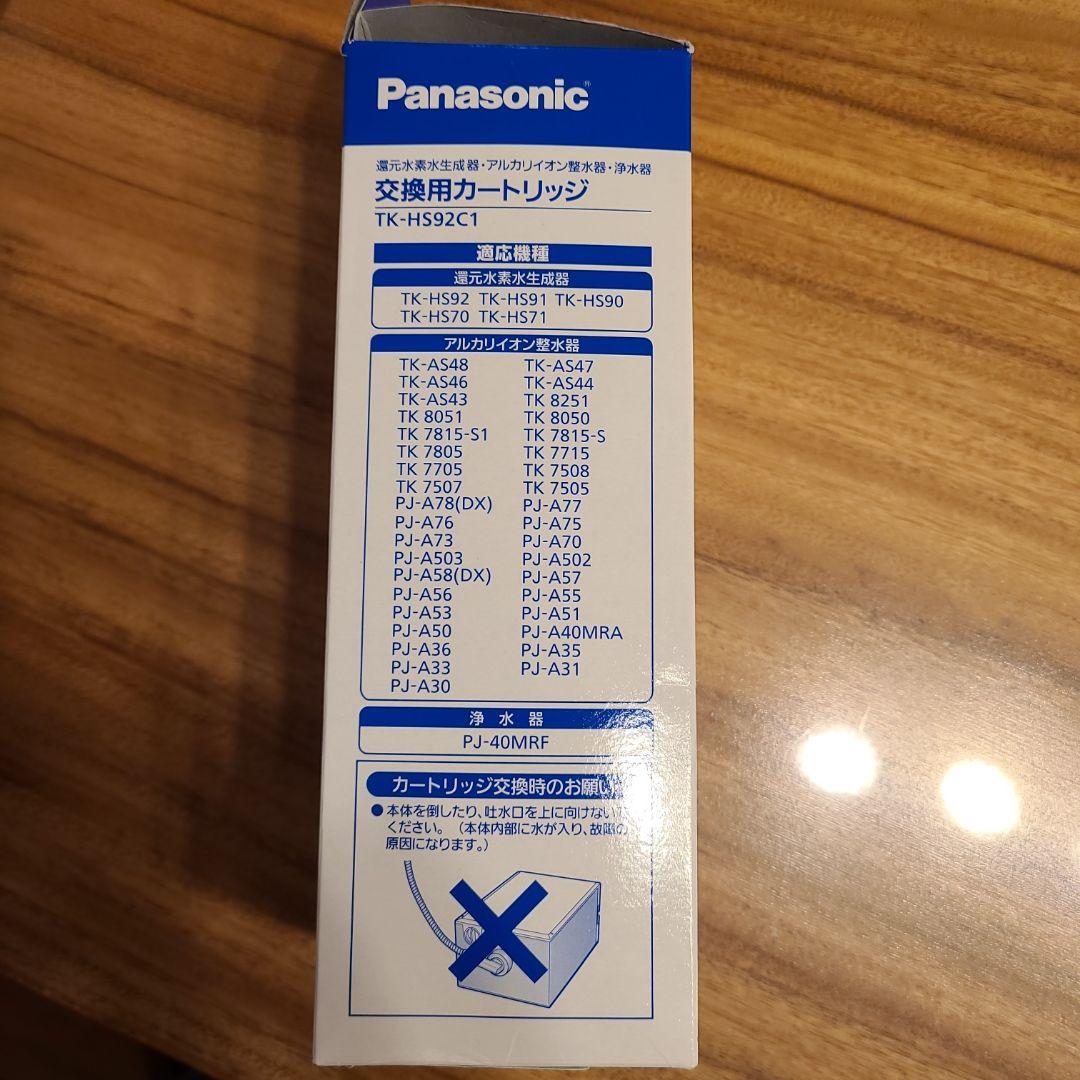 Panasonic
還元水素水生成器・アルカリイオン整水器・浄水器
交換用カートリッジ
TK-HS92C1
適応機種
還元水素水生成器
TK-HS92 TK-HS91 TK-HS90
TK-HS70 TK-HS71
アルカリイオン整水器
TK-AS48 TK-AS47
TK-AS46 TK-AS44
TK-AS43 TK 8251
TK 8051 TK 8050
TK 7815-S1 TK 7815-S
TK 7805 TK 7715
TK 7705 TK 7508
TK 7507 TK 7505
PJ-A78(DX) PJ-A77
PJ-A76 PJ-A75
PJ-A73 PJ-A70
PJ-A503 PJ-A502
PJ-A58(DX) PJ-A57
PJ-A56 PJ-A55
PJ-A53 PJ-A51
PJ-A50 PJ-A40MRA
PJ-A36 PJ-A35
PJ-A33 PJ-A31
PJ-A30
浄水器
PJ-40MRF
カートリッジ交換時のお願い
●本体を倒したり、吐水口を上に向けない
ください。（本体内部に水が入り、故障の
原因になります。）